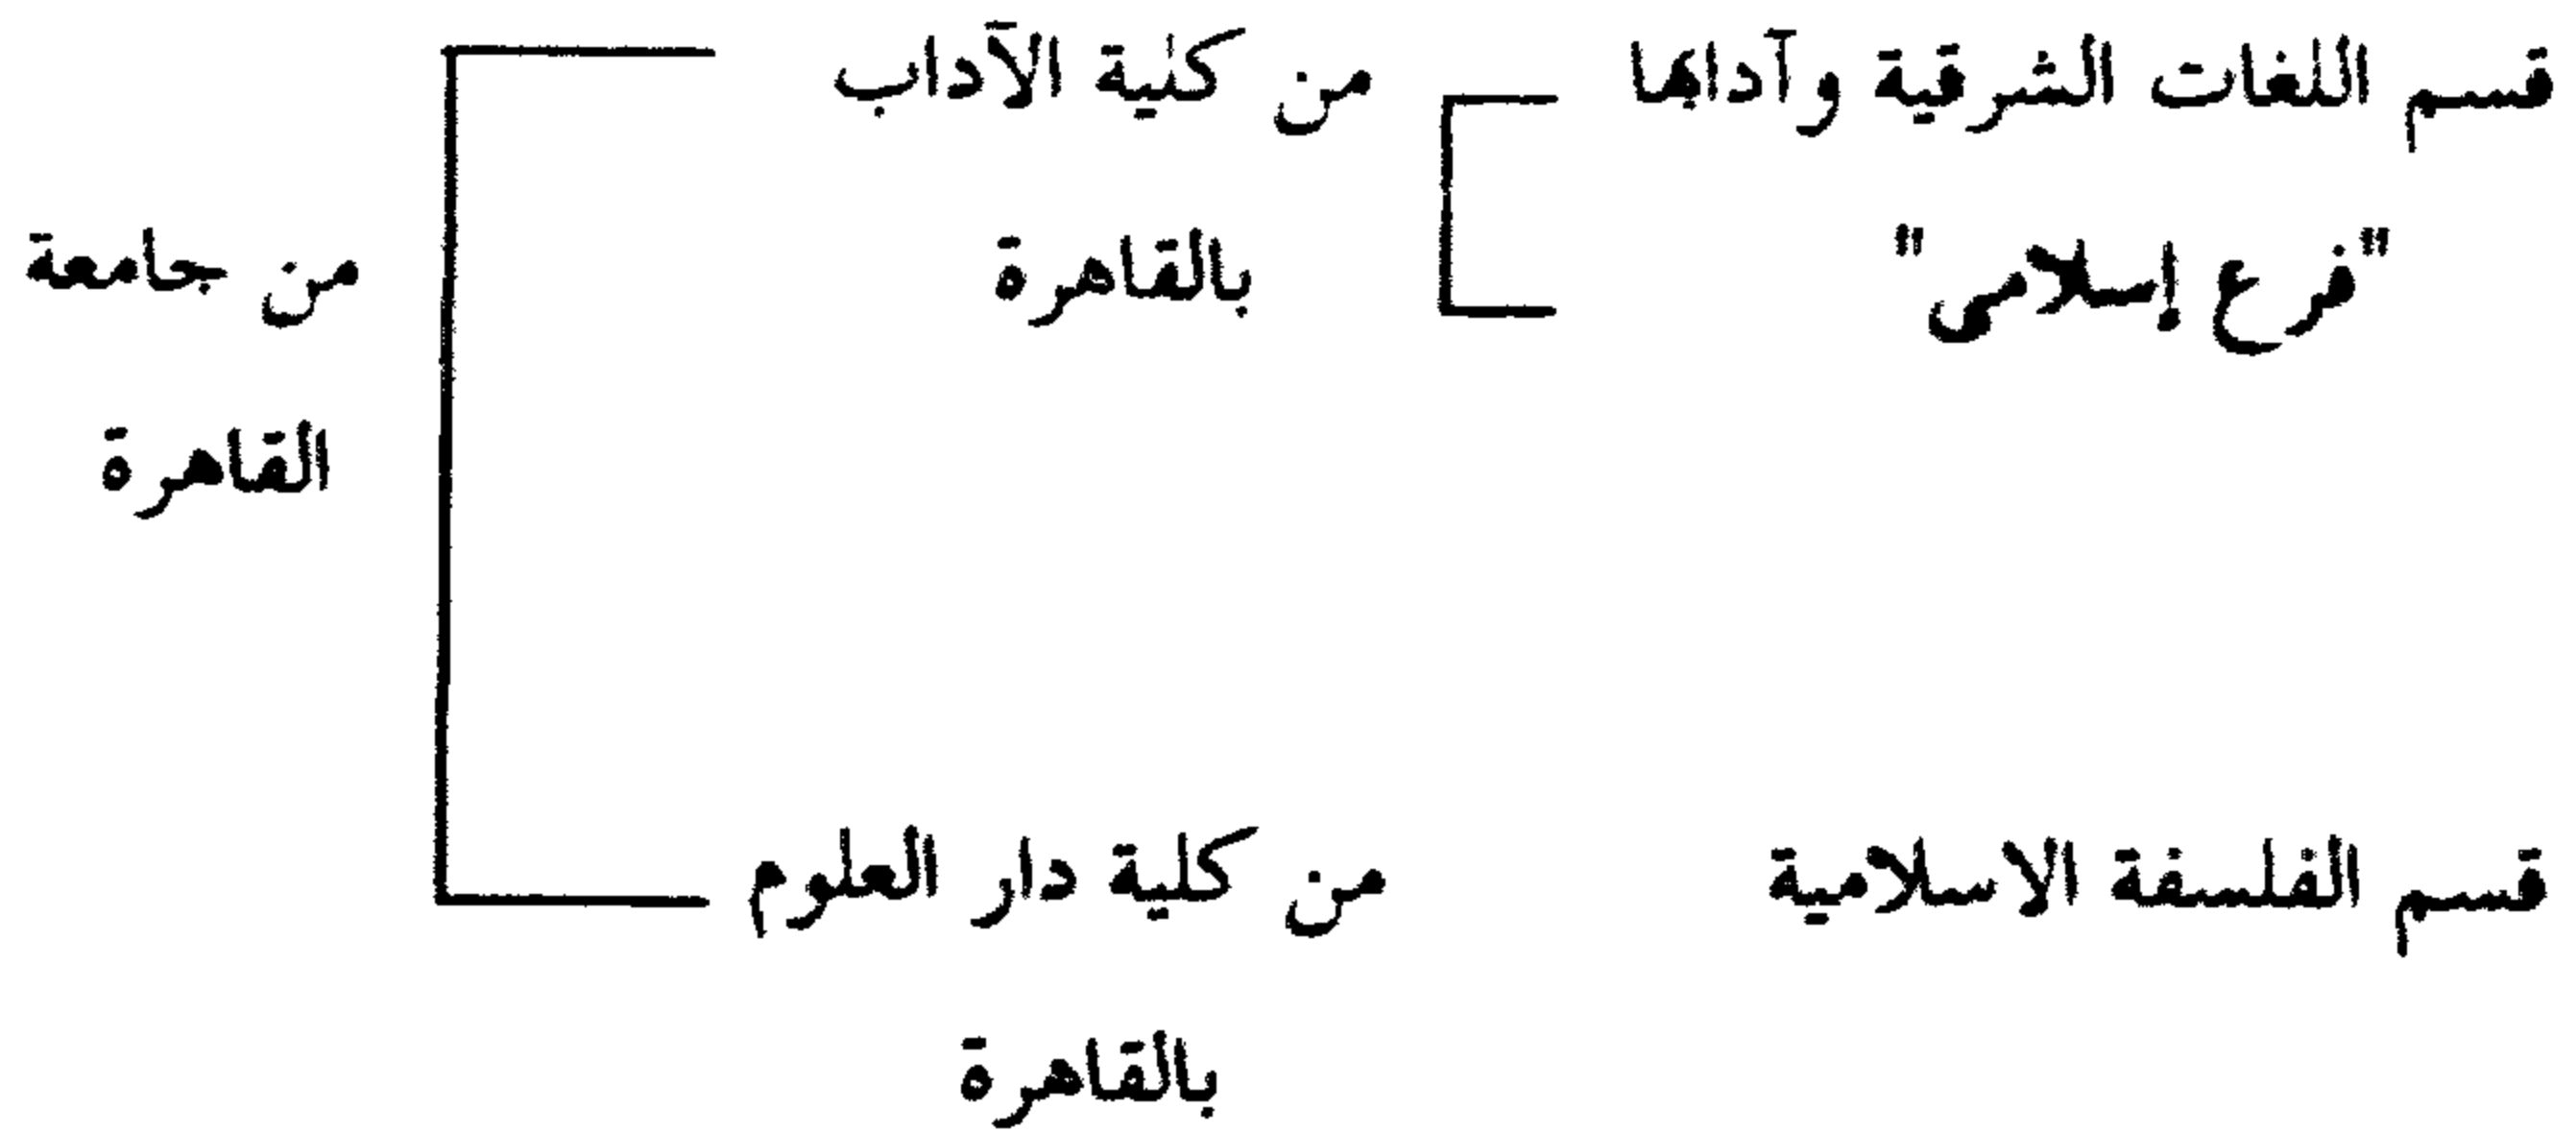 قسم اللغات الشرقية وآدابها
"فرع إسلامى"
من كلية الآداب
بالقاهرة
من جامعة
القاهرة
قسم الفلسفة الاسلامية
من كلية دار العلوم
بالقاهرة